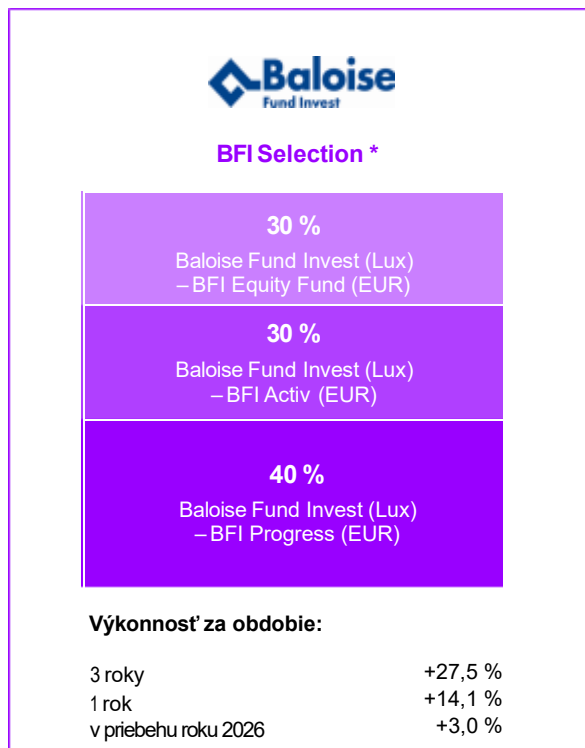 Baloise
Fund Invest
BFI Selection *
30 %
Baloise Fund Invest (Lux)
– BFI Equity Fund (EUR)
30 %
Baloise Fund Invest (Lux)
– BFI Activ (EUR)
40 %
Baloise Fund Invest (Lux)
– BFI Progress (EUR)
Výkonnosť za obdobie:
3 roky +27,5 %
1 rok +14,1 %
v priebehu roku 2026 +3,0 %